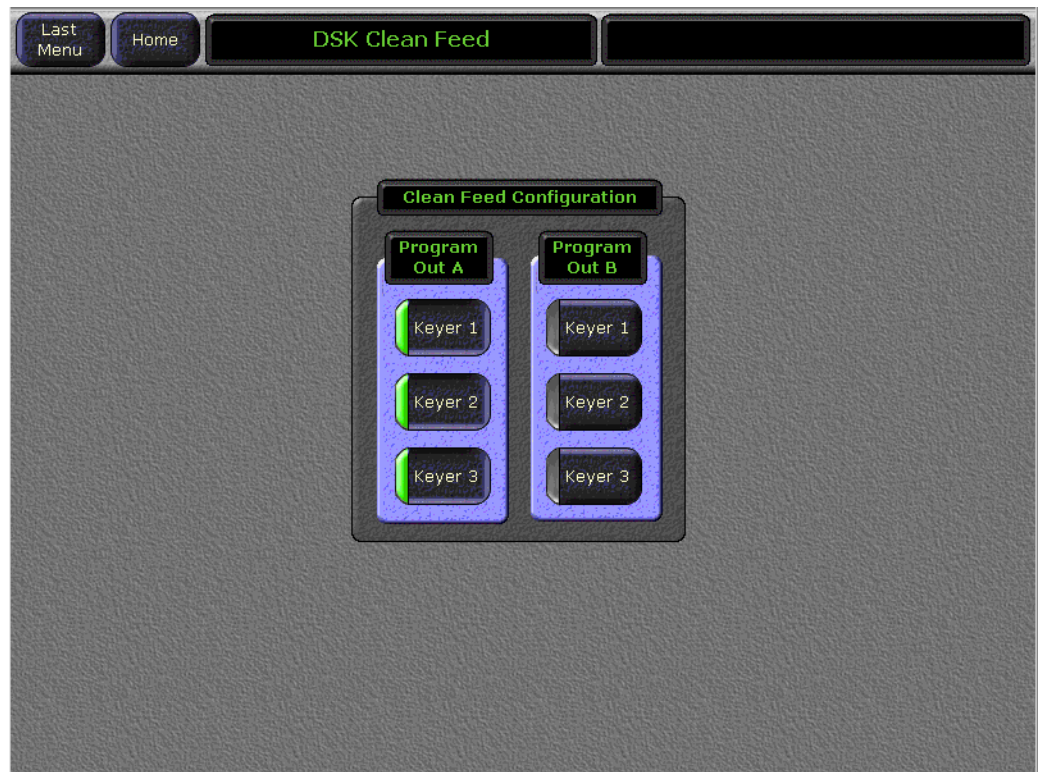 Last
Menu
Home
DSK Clean Feed
Clean Feed Configuration
Program
Out A
Keyer 1
Keyer 2
Keyer 3
Program
Out B
Keyer 1
Keyer 2
Keyer 3